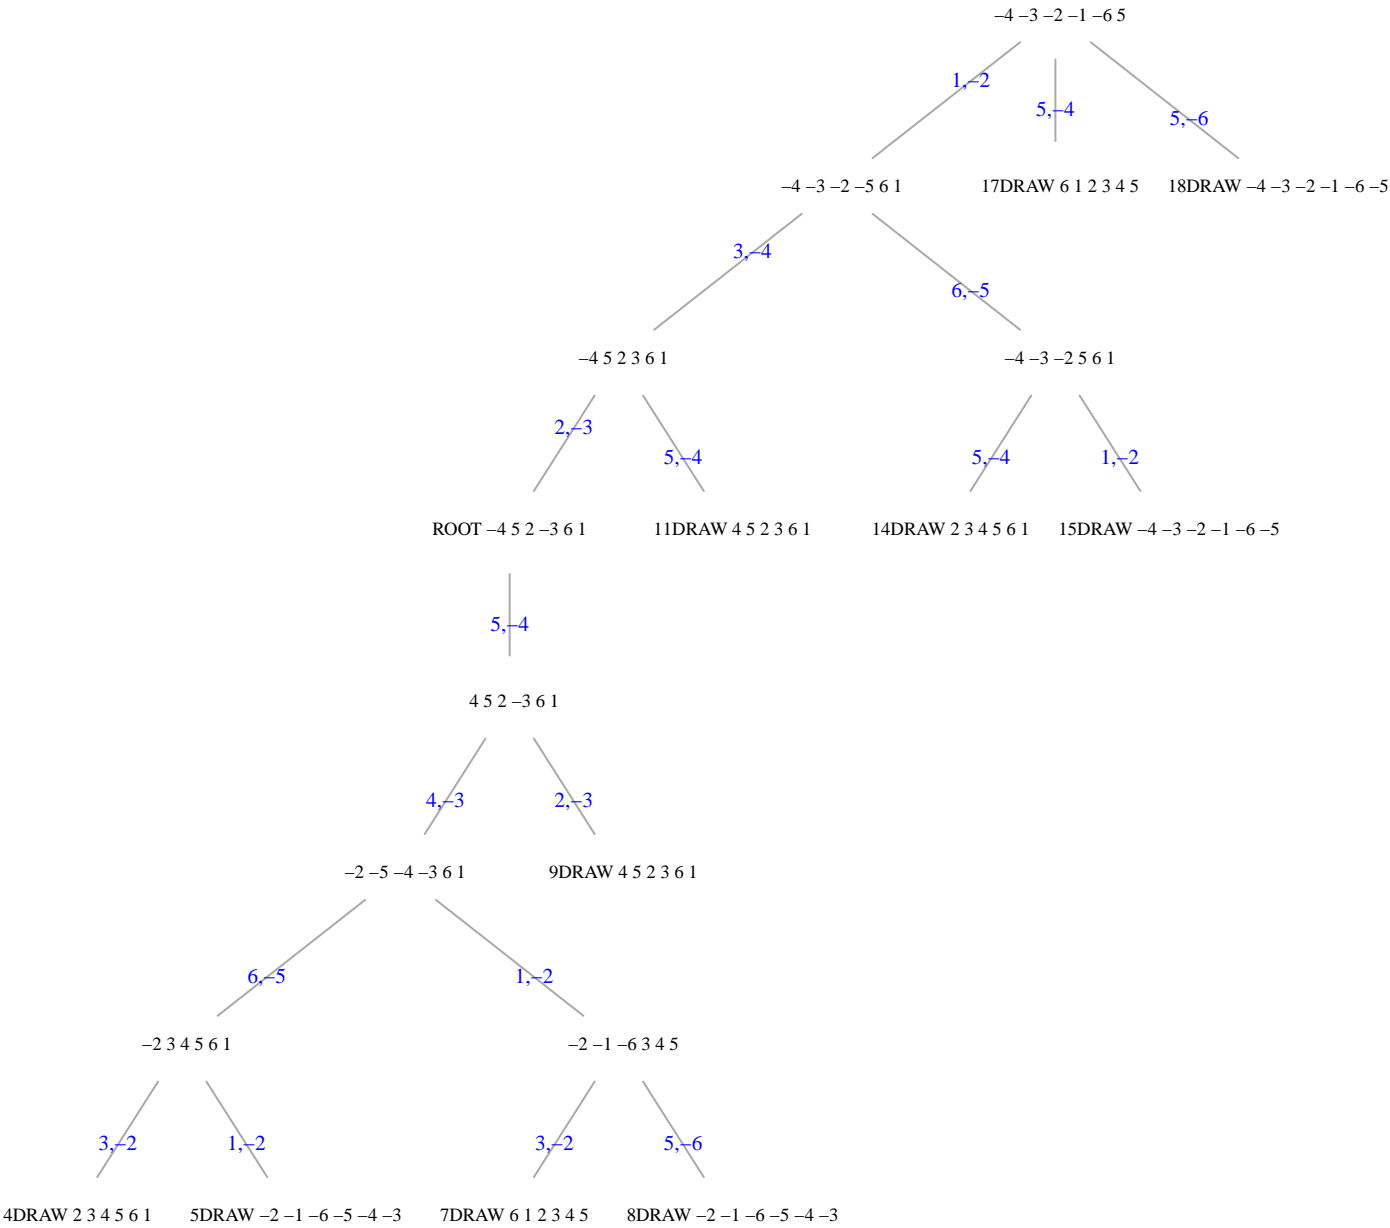 –4 –3 –2 –1 –6 5
1,–2
5,–4
5,–6
–4 –3 –2 –5 6 1
17DRAW 6 1 2 3 4 5
18DRAW –4 –3 –2 –1 –6 –5
3,–4
6,–5
–4 5 2 3 6 1
–4 –3 –2 5 6 1
2,–3
5,–4
5,–4
1,–2
ROOT –4 5 2 –3 6 1
11DRAW 4 5 2 3 6 1
14DRAW 2 3 4 5 6 1
15DRAW –4 –3 –2 –1 –6 –5
5,–4
4 5 2 –3 6 1
4,–3
2,–3
–2 –5 –4 –3 6 1
9DRAW 4 5 2 3 6 1
6,–5
1,–2
–2 3 4 5 6 1
–2 –1 –6 3 4 5
3,–2
1,–2
3,–2
5,–6
4DRAW 2 3 4 5 6 1
5DRAW –2 –1 –6 –5 –4 –3
7DRAW 6 1 2 3 4 5
8DRAW –2 –1 –6 –5 –4 –3